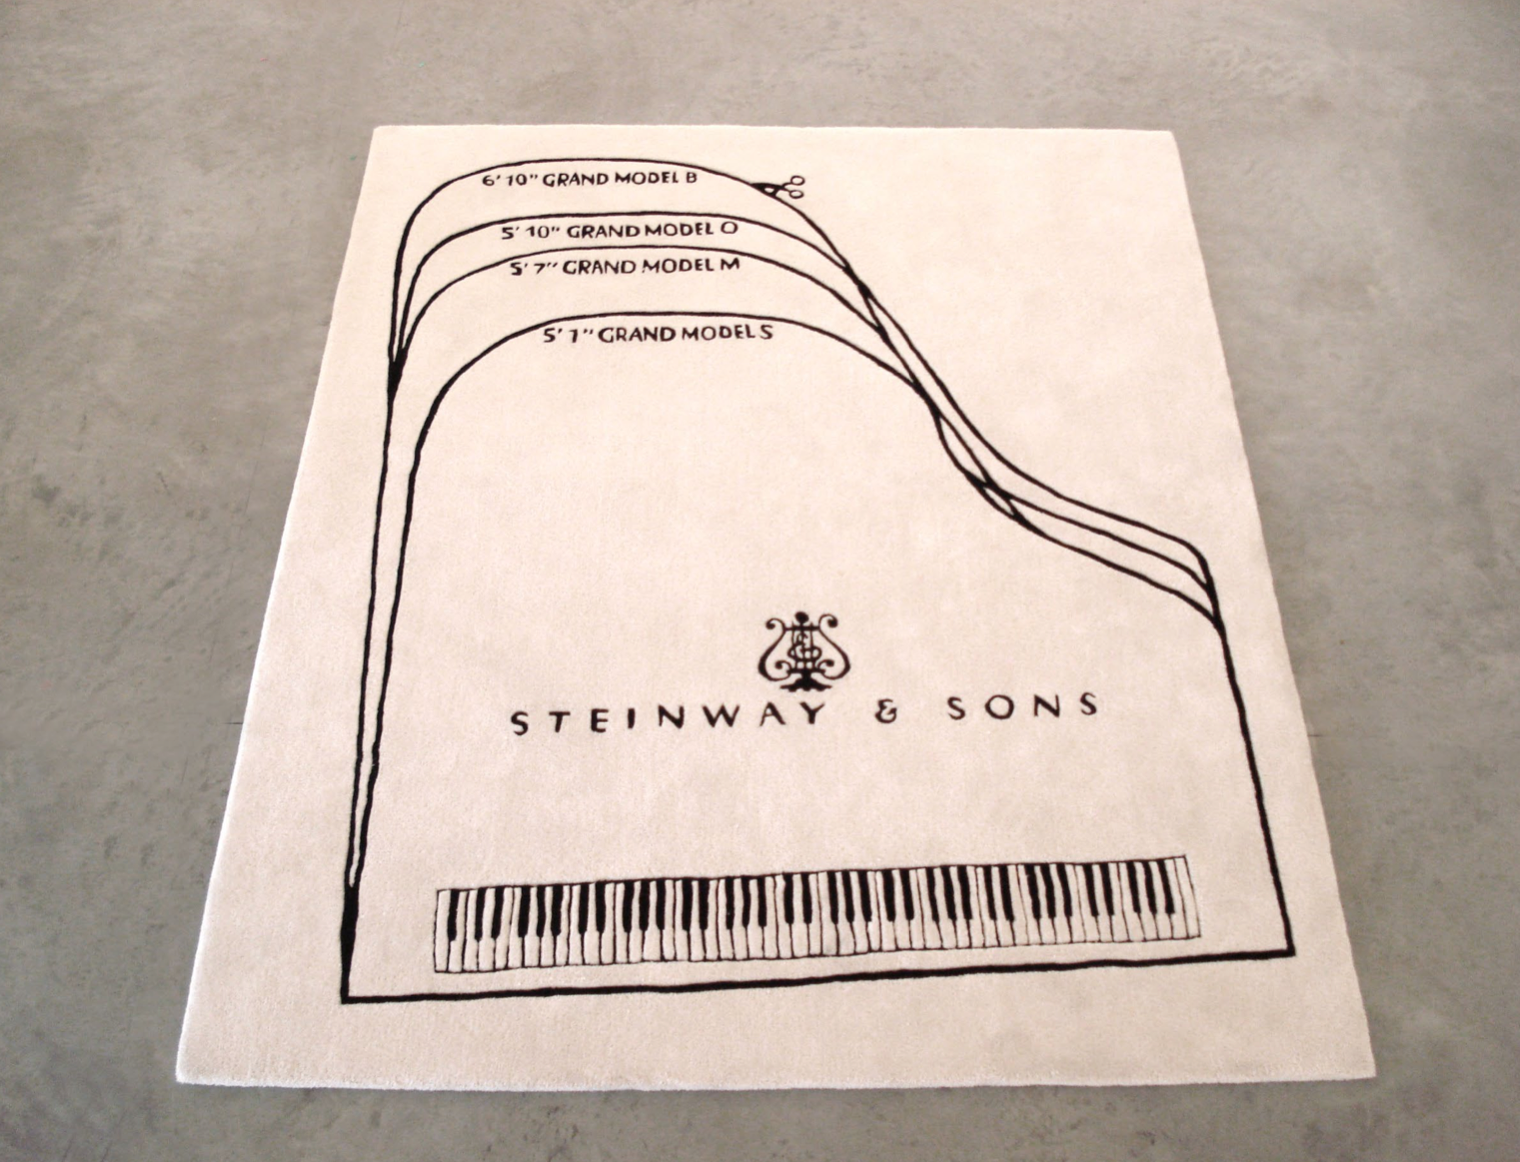 6' 10" GRAND MODEL B
5' 10" GRAND MODEL O
5' 7" GRAND MODEL M
5' 1" GRAND MODEL S
STEINWAY & SONS